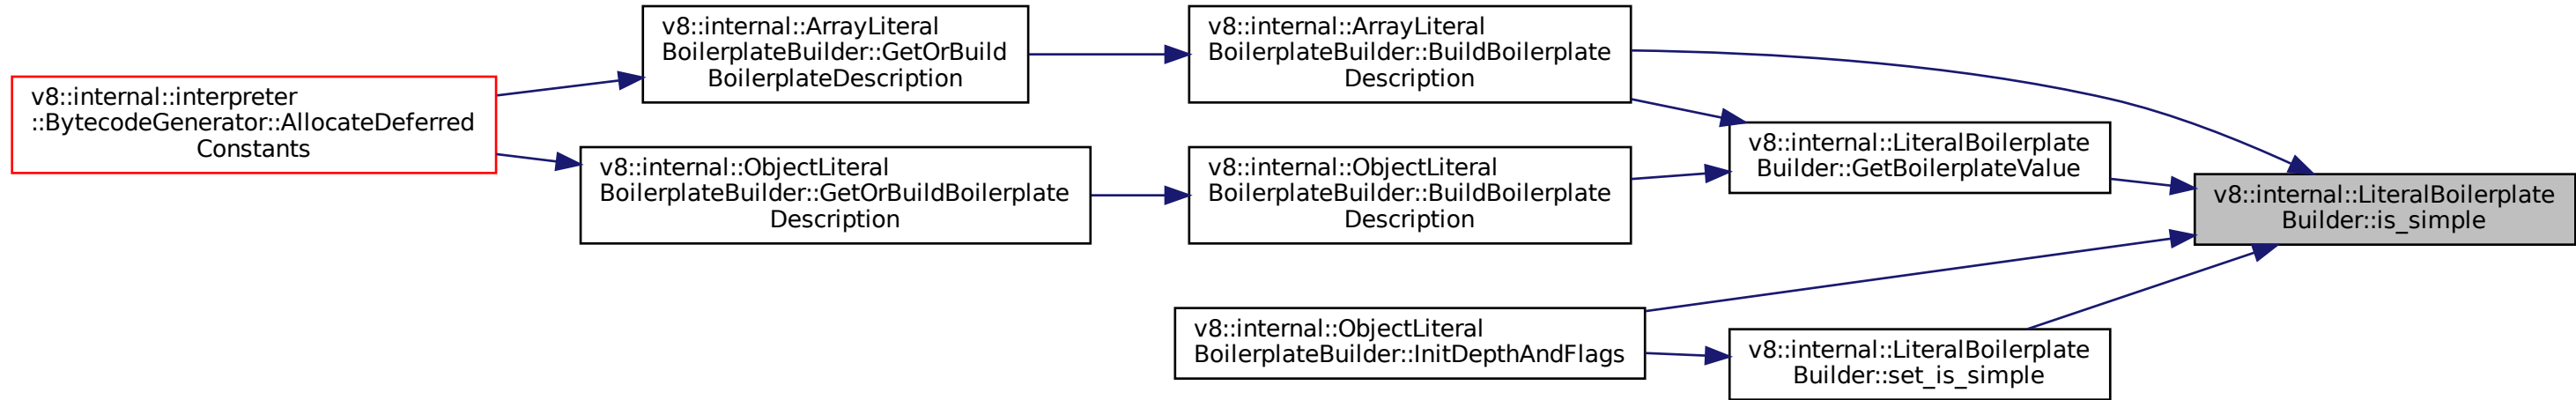 v8::internal::interpreter
::BytecodeGenerator::AllocateDeferred
Constants
v8::internal::ArrayLiteral
BoilerplateBuilder::GetOrBuild
BoilerplateDescription
v8::internal::ObjectLiteral
BoilerplateBuilder::GetOrBuildBoilerplate
Description
v8::internal::ArrayLiteral
BoilerplateBuilder::BuildBoilerplate
Description
v8::internal::ObjectLiteral
BoilerplateBuilder::BuildBoilerplate
Description
v8::internal::ObjectLiteral
BoilerplateBuilder::InitDepthAndFlags
v8::internal::LiteralBoilerplate
Builder::GetBoilerplateValue
v8::internal::LiteralBoilerplate
Builder::set_is_simple
v8::internal::LiteralBoilerplate
Builder::is_simple